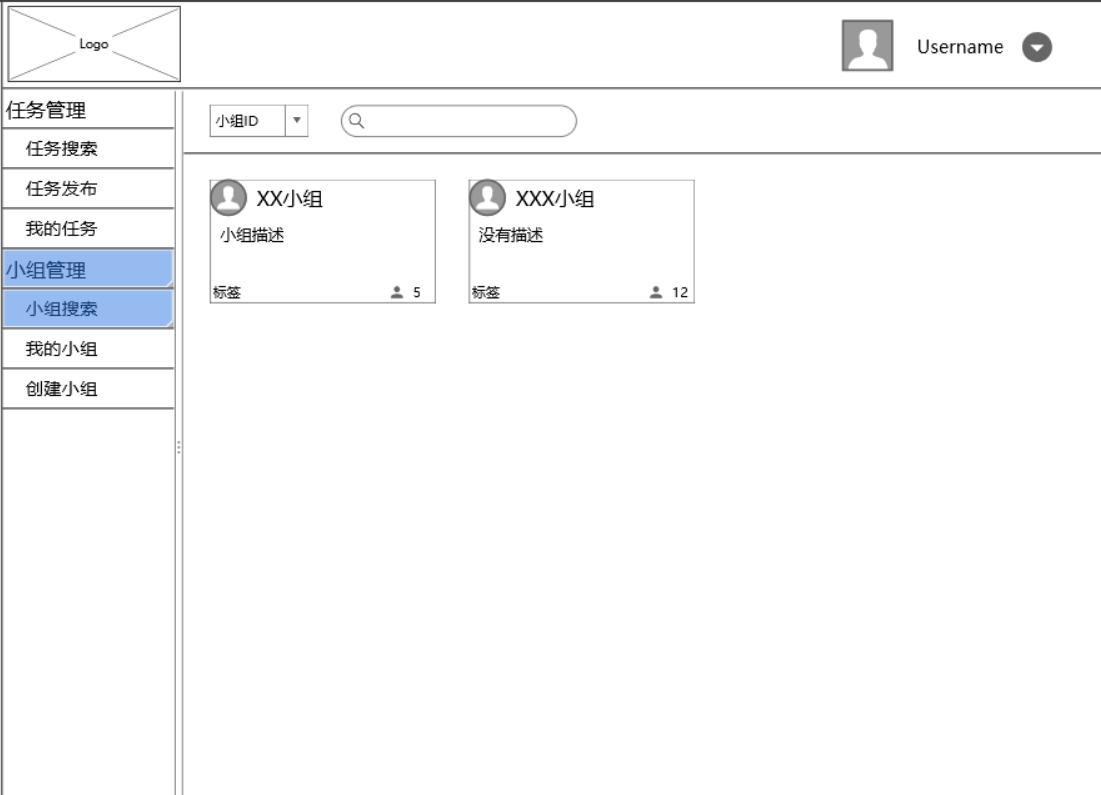 Logo
Username
任务管理
任务搜索
任务发布
我的任务
小组管理
小组搜索
我的小组
创建小组
小组ID
XX小组
小组描述
标签 5
XXX小组
没有描述
标签 12